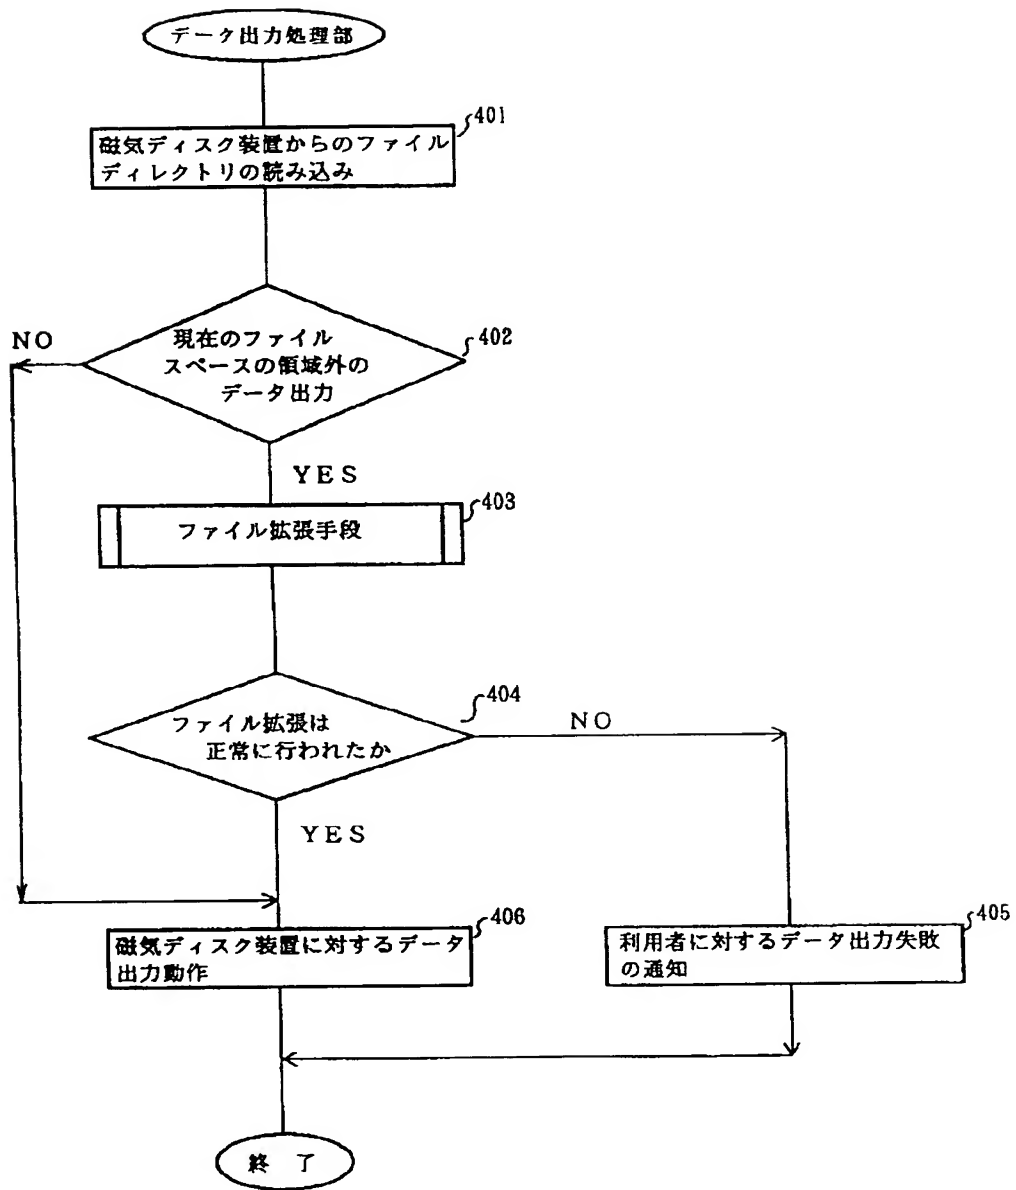 データ出力処理部
401
磁気ディスク装置からのファイル
ディレクトリの読み込み
NO
402
現在のファイル
スペースの領域外の
データ出力
YES
403
ファイル拡張手段
404
ファイル拡張は
正常に行われたか
NO
YES
406
磁気ディスク装置に対するデータ
出力動作
405
利用者に対するデータ出力失敗
の通知
終 了